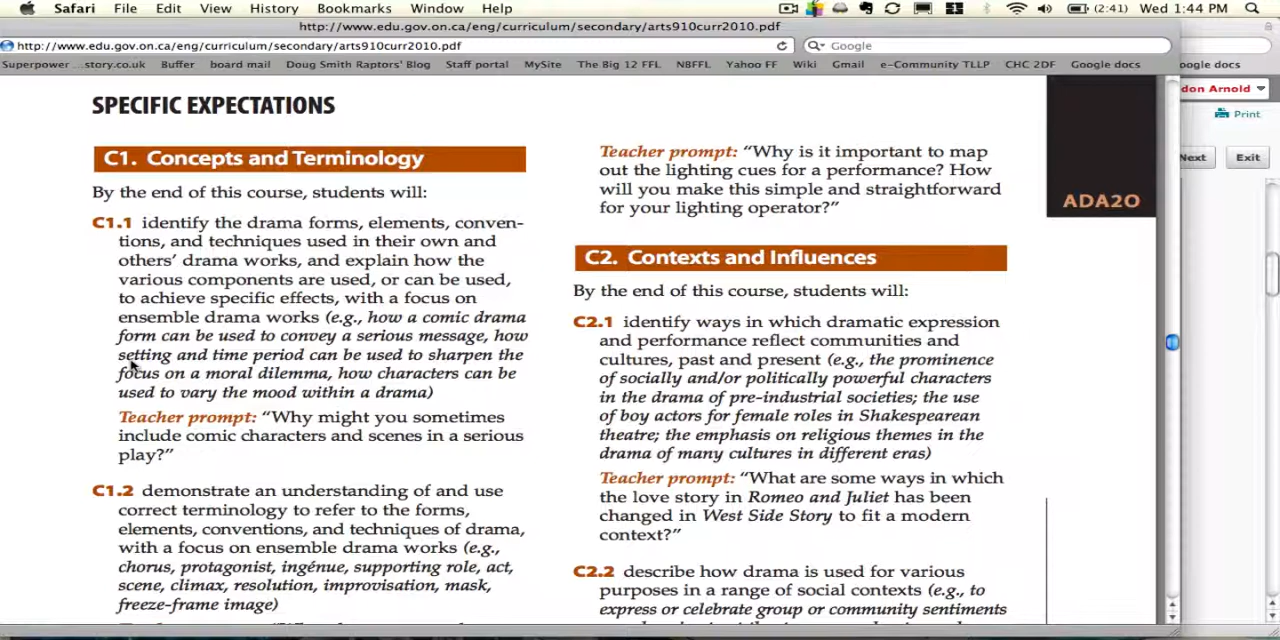 Safari File Edit View History Bookmarks Window Help (2:41) Wed 1:44 PM
http://www.edu.gov.on.ca/eng/curriculum/secondary/arts910curr2010.pdf
http://www.edu.gov.on.ca/eng/curriculum/secondary/arts910curr2010.pdf Google
Superpower ...story.co.uk Buffer board mail Doug Smith Raptors' Blog Staff portal MySite The Big 12 FFL NBFFL Yahoo FF Wiki Gmail e-Community TLLP CHC 2DF Google docs
ogle docs
don Arnold
Print
Next Exit
SPECIFIC EXPECTATIONS
C1. Concepts and Terminology
By the end of this course, students will:
C1.1 identify the drama forms, elements, conven-
tions, and techniques used in their own and
others' drama works, and explain how the
various components are used, or can be used,
to achieve specific effects, with a focus on
ensemble drama works (e.g., how a comic drama
form can be used to convey a serious message, how
setting and time period can be used to sharpen the
focus on a moral dilemma, how characters can be
used to vary the mood within a drama)
Teacher prompt: “Why might you sometimes
include comic characters and scenes in a serious
play?”
C1.2 demonstrate an understanding of and use
correct terminology to refer to the forms,
elements, conventions, and techniques of drama,
with a focus on ensemble drama works (e.g.,
chorus, protagonist, ingénue, supporting role, act,
scene, climax, resolution, improvisation, mask,
freeze-frame image)
Teacher prompt: “Why is it important to map
out the lighting cues for a performance? How
will you make this simple and straightforward
for your lighting operator?”
ADA2O
C2. Contexts and Influences
By the end of this course, students will:
C2.1 identify ways in which dramatic expression
and performance reflect communities and
cultures, past and present (e.g., the prominence
of socially and/or politically powerful characters
in the drama of pre-industrial societies; the use
of boy actors for female roles in Shakespearean
theatre; the emphasis on religious themes in the
drama of many cultures in different eras)
Teacher prompt: “What are some ways in which
the love story in Romeo and Juliet has been
changed in West Side Story to fit a modern
context?”
C2.2 describe how drama is used for various
purposes in a range of social contexts (e.g., to
express or celebrate group or community sentiments